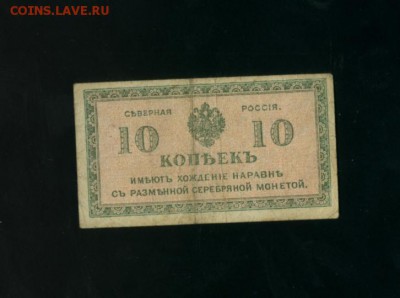 COINS.LAVE.RU
СѢВЕРНАЯ РОССІЯ.
10 10
КОПѢЕКЪ
ИМѢЮТЪ ХОЖДЕНІЕ НАРАВНѢ
СЪ РАЗМѢННОЙ СЕРЕБРЯНОЙ МОНЕТОЙ.